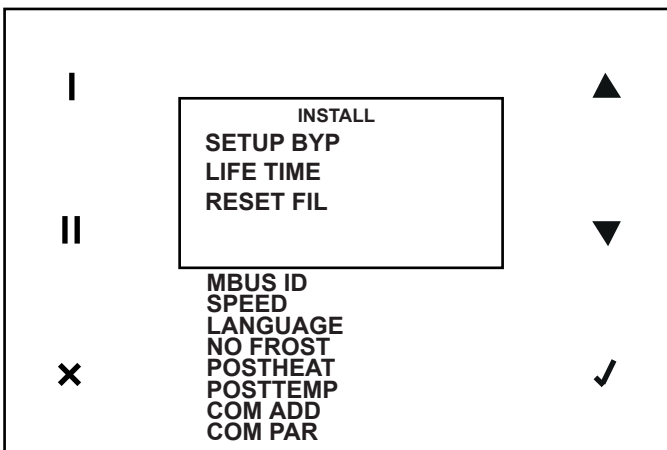 I
INSTALL
SETUP BYP
LIFE TIME
RESET FIL
II
MBUS ID
SPEED
LANGUAGE
NO FROST
POSTHEAT
POSTTEMP
COM ADD
COM PAR